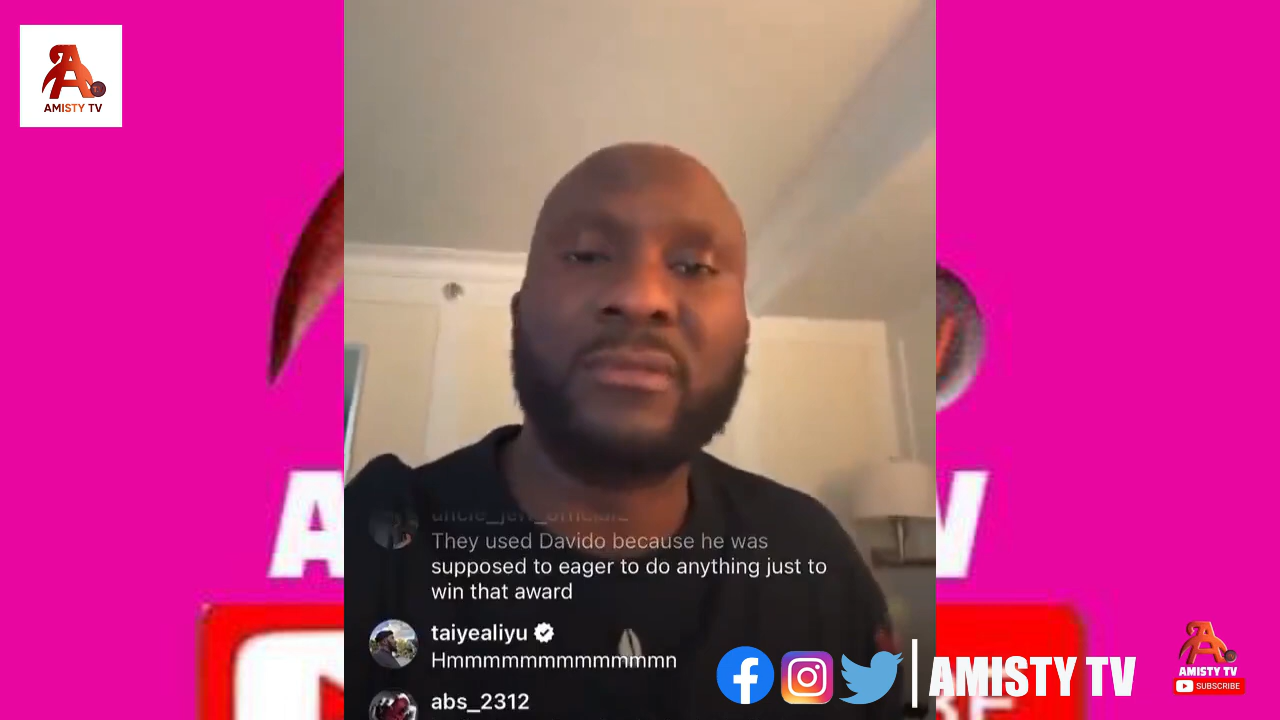 AMISTY TV
They used Davido because he was
supposed to eager to do anything just to
win that award
taiyealiyu
Hmmmmmmmmmmmmn
abs_2312
AMISTY TV
AMISTY TV
SUBSCRIBE